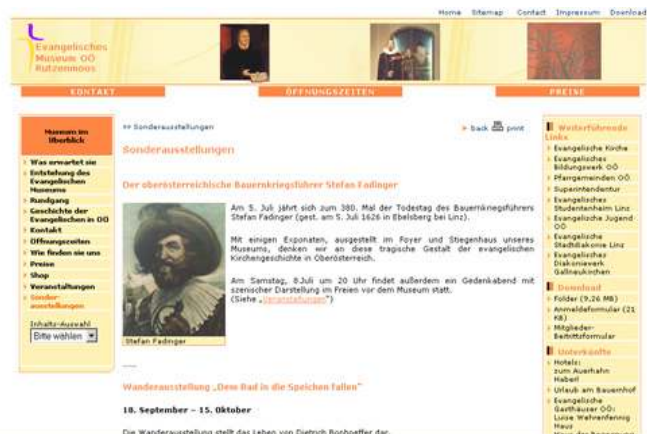 Home Sitemap Contact Impressum Download
Evangelisches
Museum OÖ
Rutzenmoos
KONTAKT ÖFFNUNGSZEITEN PREISE
Museum im
Überblick
Was erwartet sie
Entstehung des
Evangelischen
Museums
Rundgang
Geschichte der
Evangelischen in OÖ
Kontakt
Öffnungszeiten
Wie finden sie uns
Preise
Shop
Veranstaltungen
Sonder-
ausstellungen
Inhalts-Auswahl
Bitte wählen
>> Sonderausstellungen
back print
Sonderausstellungen
Der oberösterreichische Bauernkriegsführer Stefan Fadinger
Am 5. Juli jährt sich zum 380. Mal der Todestag des Bauernkriegsführers
Stefan Fadinger (gest. am 5. Juli 1626 in Ebelsberg bei Linz).
Mit einigen Exponaten, ausgestellt im Foyer und Stiegenhaus unseres
Museums, denken wir an diese tragische Gestalt der evangelischen
Kirchengeschichte in Oberösterreich.
Am Samstag, 8.Juli um 20 Uhr findet außerdem ein Gedenkabend mit
szenischer Darstellung im Freien vor dem Museum statt.
(Siehe „Veranstaltungen")
Stefan Fadinger
Wanderausstellung „Dem Rad in die Speichen fallen"
18. September – 15. Oktober
Die Wanderausstellung stellt das Leben von Dietrich Bonhoeffer dar.
Weiterführende
Links
Evangelische Kirche
Evangelisches
Bildungswerk OÖ
Pfarrgemeinden OÖ
Superintendentur
Evangelisches
Studentenheim Linz
Evangelische Jugend
OÖ
Evangelische
Stadtdiakonie Linz
Evangelisches
Diakoniewerk
Gallneukirchen
Download
Folder (9,26 MB)
Anmeldeformular (21
KB)
Mitglieder-
Beitrittsformular
Unterkünfte
Hotels:
zum Auerhahn
Haberl
Urlaub am Bauernhof
Evangelische
Gasthäuser OÖ:
Luise Wehrenfennig
Haus